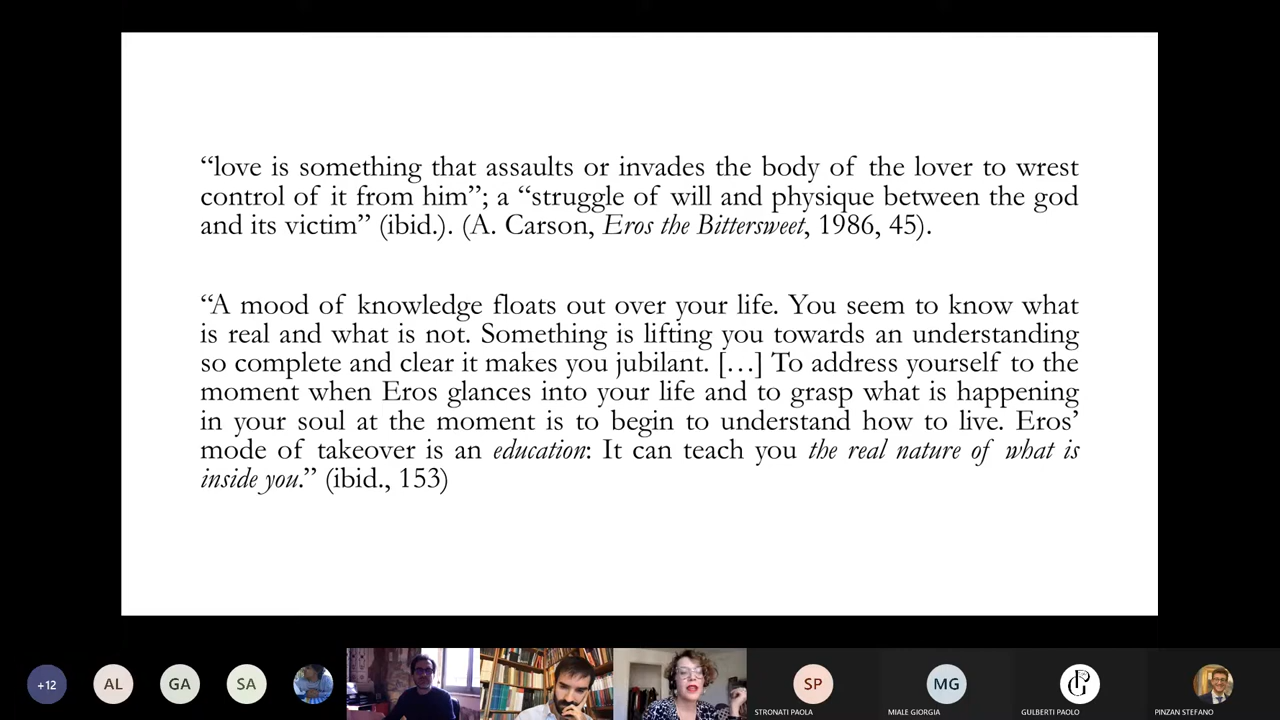 “love is something that assaults or invades the body of the lover to wrest
control of it from him”; a “struggle of will and physique between the god
and its victim” (ibid.). (A. Carson, Eros the Bittersweet, 1986, 45).
“A mood of knowledge floats out over your life. You seem to know what
is real and what is not. Something is lifting you towards an understanding
so complete and clear it makes you jubilant. […] To address yourself to the
moment when Eros glances into your life and to grasp what is happening
in your soul at the moment is to begin to understand how to live. Eros’
mode of takeover is an education: It can teach you the real nature of what is
inside you.” (ibid., 153)
+12
AL
GA
SA
SP
MG
STRONATI PAOLA
MIALE GIORGIA
GULBERTI PAOLO
PINZAN STEFANO